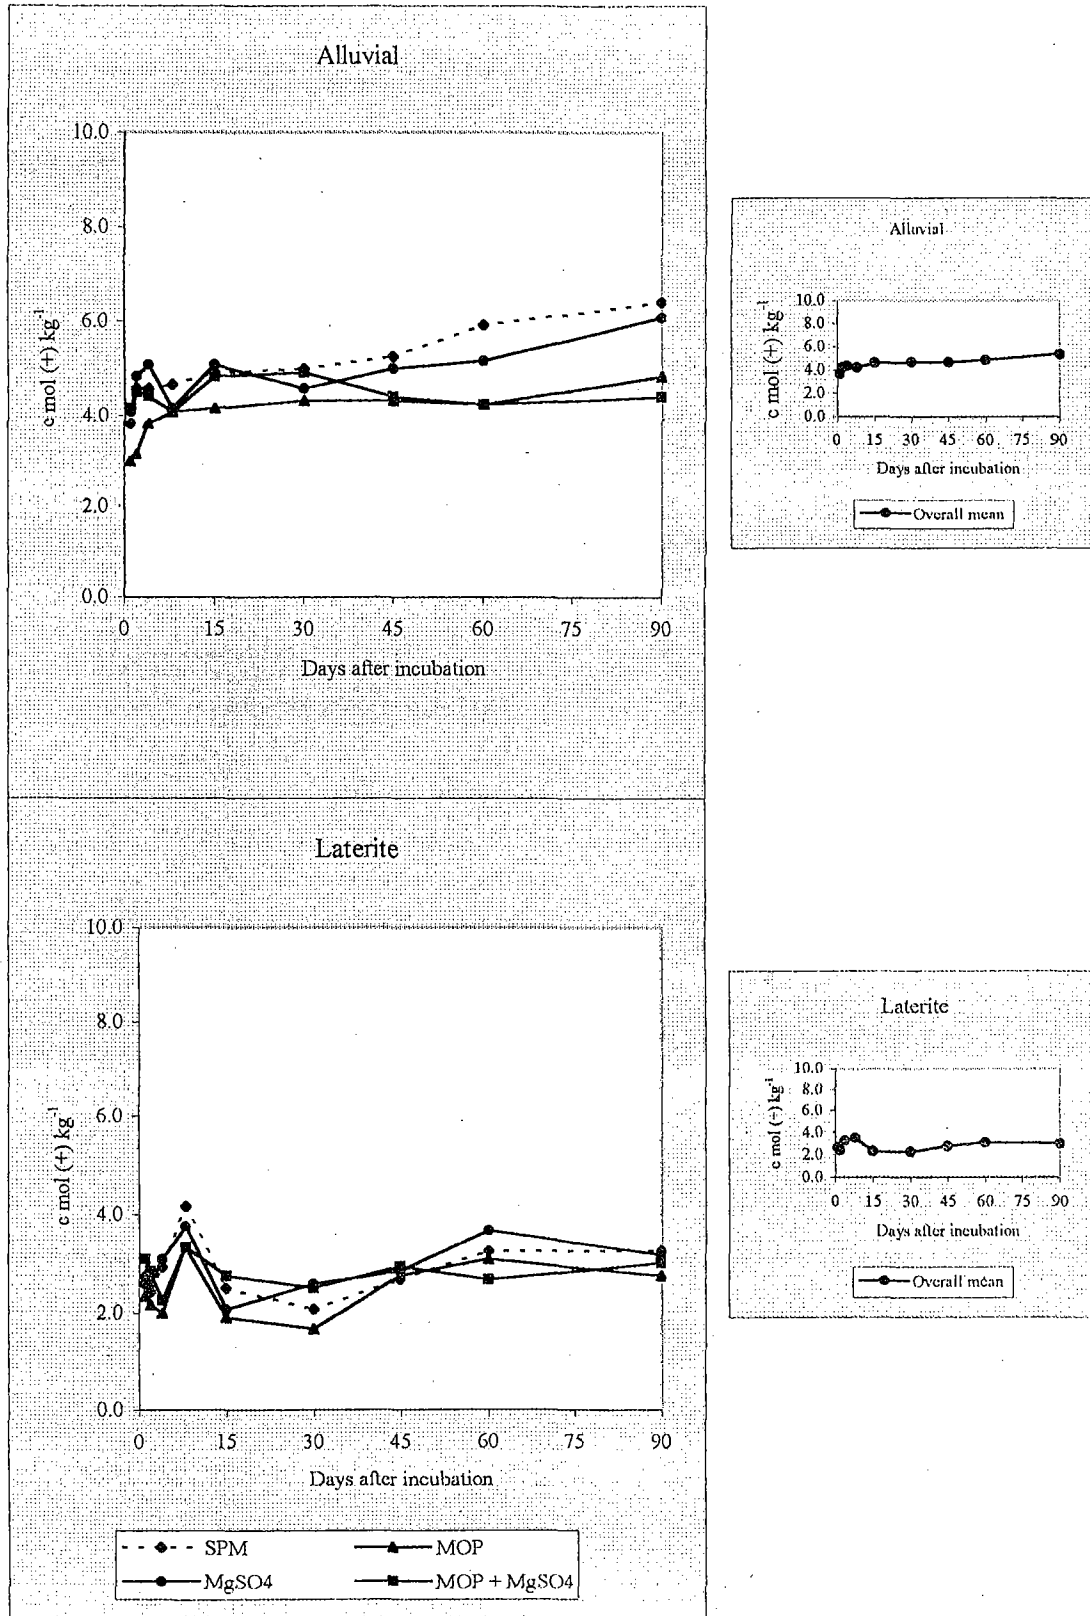 Alluvial
10.0
8.0
6.0
4.0
2.0
0.0
c mol (+) kg-1
0 15 30 45 60 75 90
Days after incubation
Alluvial
10.0
8.0
6.0
4.0
2.0
0.0
c mol (+) kg-1
0 15 30 45 60 75 90
Days after incubation
Overall mean
Laterite
10.0
8.0
6.0
4.0
2.0
0.0
c mol (+) kg-1
0 15 30 45 60 75 90
Days after incubation
SPM MOP
MgSO4 MOP + MgSO4
Laterite
10.0
8.0
6.0
4.0
2.0
0.0
c mol (+) kg-1
0 15 30 45 60 75 90
Days after incubation
Overall mean